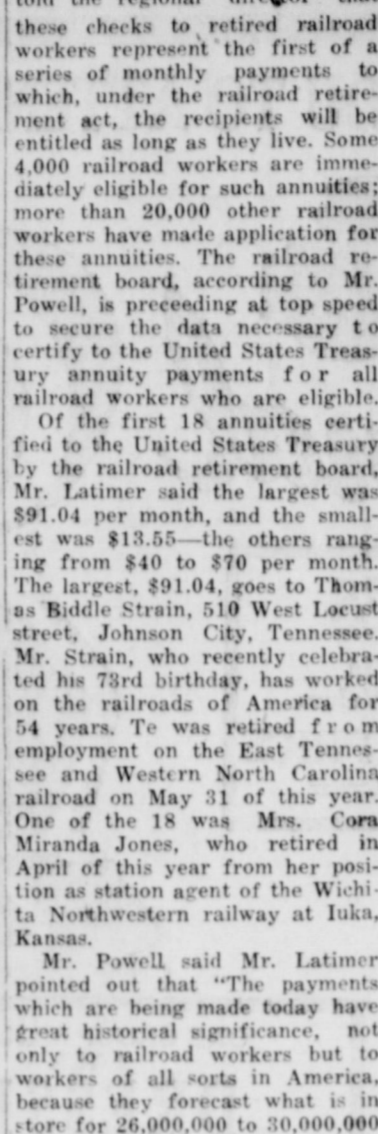 told the regional director that
these checks to retired railroad
workers represent the first of a
series of monthly payments to
which, under the railroad retire-
ment act, the recipients will be
entitled as long as they live. Some
4,000 railroad workers are imme-
diately eligible for such annuities;
more than 20,000 other railroad
workers have made application for
these annuities. The railroad re-
tirement board, according to Mr.
Powell, is preceeding at top speed
to secure the data necessary to
certify to the United States Treas-
ury annuity payments for all
railroad workers who are eligible.
Of the first 18 annuities certi-
fied to the United States Treasury
by the railroad retirement board,
Mr. Latimer said the largest was
$91.04 per month, and the small-
est was $13.55—the others rang-
ing from $40 to $70 per month.
The largest, $91.04, goes to Thom-
as Biddle Strain, 510 West Locust
street, Johnson City, Tennessee.
Mr. Strain, who recently celebra-
ted his 73rd birthday, has worked
on the railroads of America for
54 years. Te was retired from
employment on the East Tennes-
see and Western North Carolina
railroad on May 31 of this year.
One of the 18 was Mrs. Cora
Miranda Jones, who retired in
April of this year from her posi-
tion as station agent of the Wichi-
ta Northwestern railway at Iuka,
Kansas.
Mr. Powell said Mr. Latimer
pointed out that "The payments
which are being made today have
great historical significance, not
only to railroad workers but to
workers of all sorts in America,
because they forecast what is in
store for 26,000,000 to 30,000,000